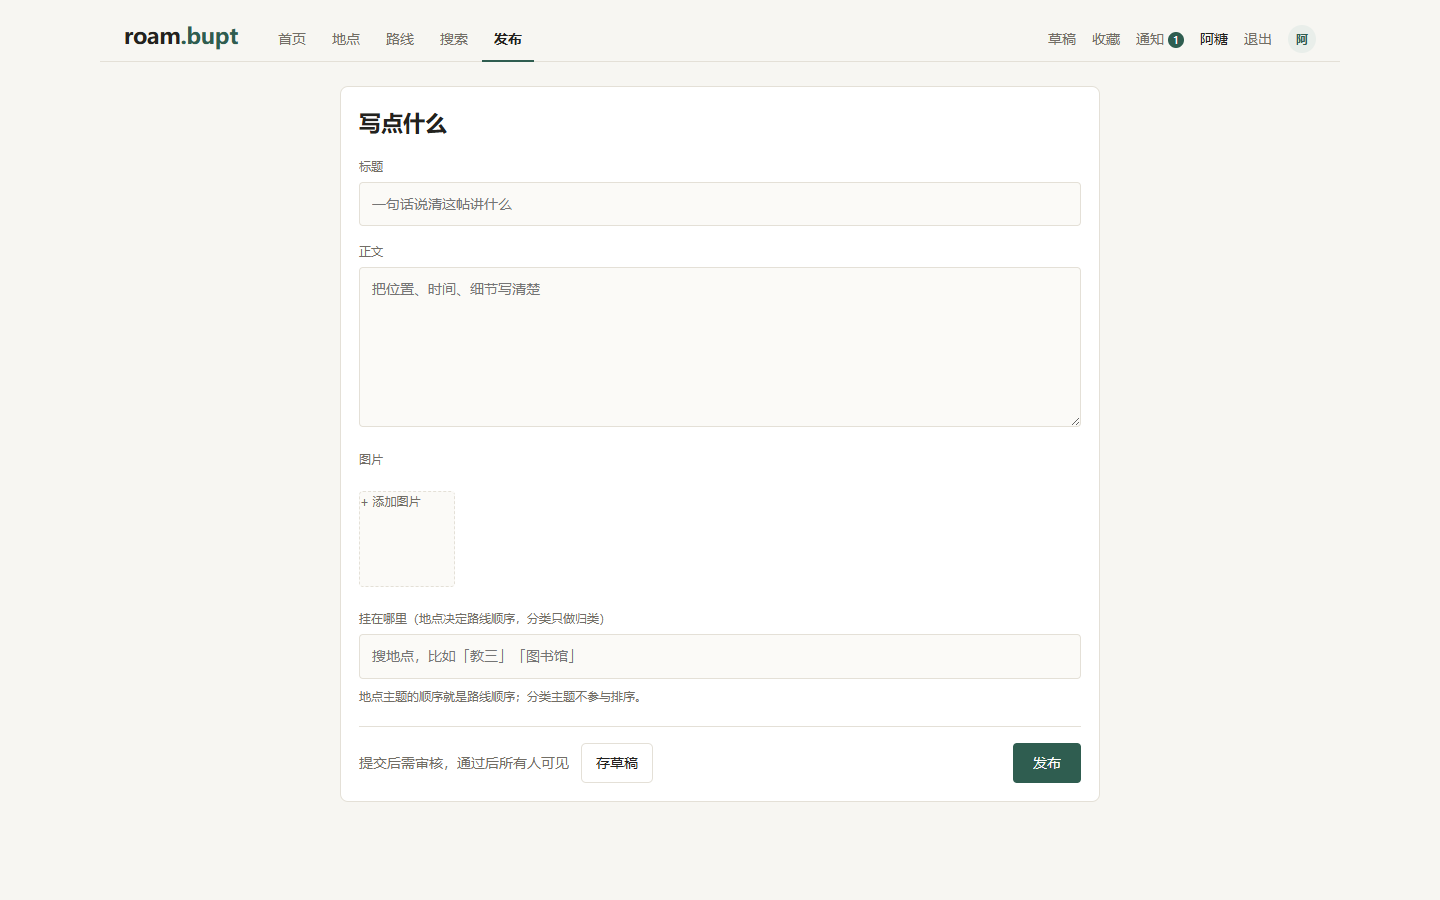 roam.bupt 首页 地点 路线 搜索 发布 草稿 收藏 通知 1 阿糖 退出 阿
写点什么
标题
一句话说清这帖讲什么
正文
把位置、时间、细节写清楚
图片
+ 添加图片
挂在哪里（地点决定路线顺序，分类只做归类）
搜地点，比如「教三」「图书馆」
地点主题的顺序就是路线顺序；分类主题不参与排序。
提交后需审核，通过后所有人可见 存草稿 发布